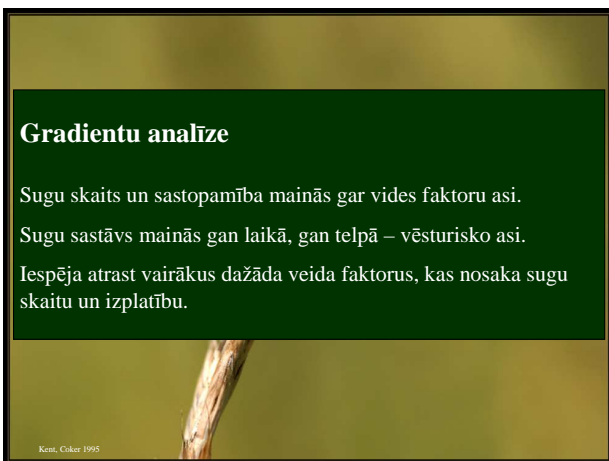 Gradientu analīze
Sugu skaits un sastopamība mainās gar vides faktoru asi.
Sugu sastāvs mainās gan laikā, gan telpā – vēsturisko asi.
Iespēja atrast vairākus dažāda veida faktorus, kas nosaka sugu
skaitu un izplatību.
Kent, Coker 1995